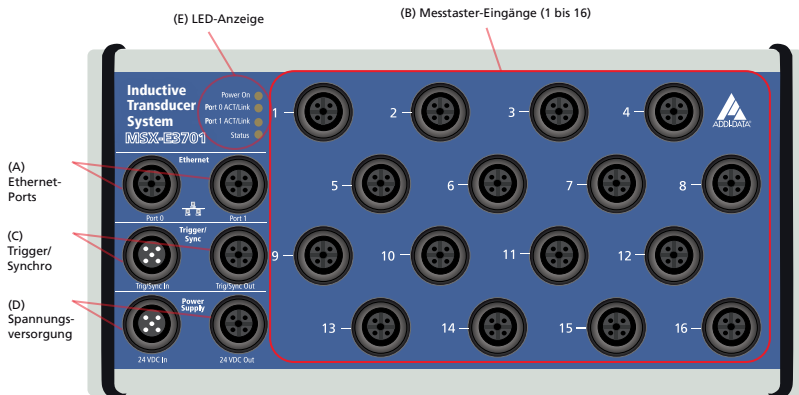 (E) LED-Anzeige
(B) Messtaster-Eingänge (1 bis 16)
Inductive
Transducer
System
MSX-E3701
Power On
Port 0 ACT/Link
Port 1 ACT/Link
Status
1
2
3
4
ADDI-DATA
(A)
Ethernet-
Ports
Ethernet
Port 0
Port 1
5
6
7
8
(C)
Trigger/
Synchro
Trigger/
Sync
Trig/Sync In
Trig/Sync Out
9
10
11
12
(D)
Spannungs-
versorgung
Power
Supply
24 VDC In
24 VDC Out
13
14
15
16